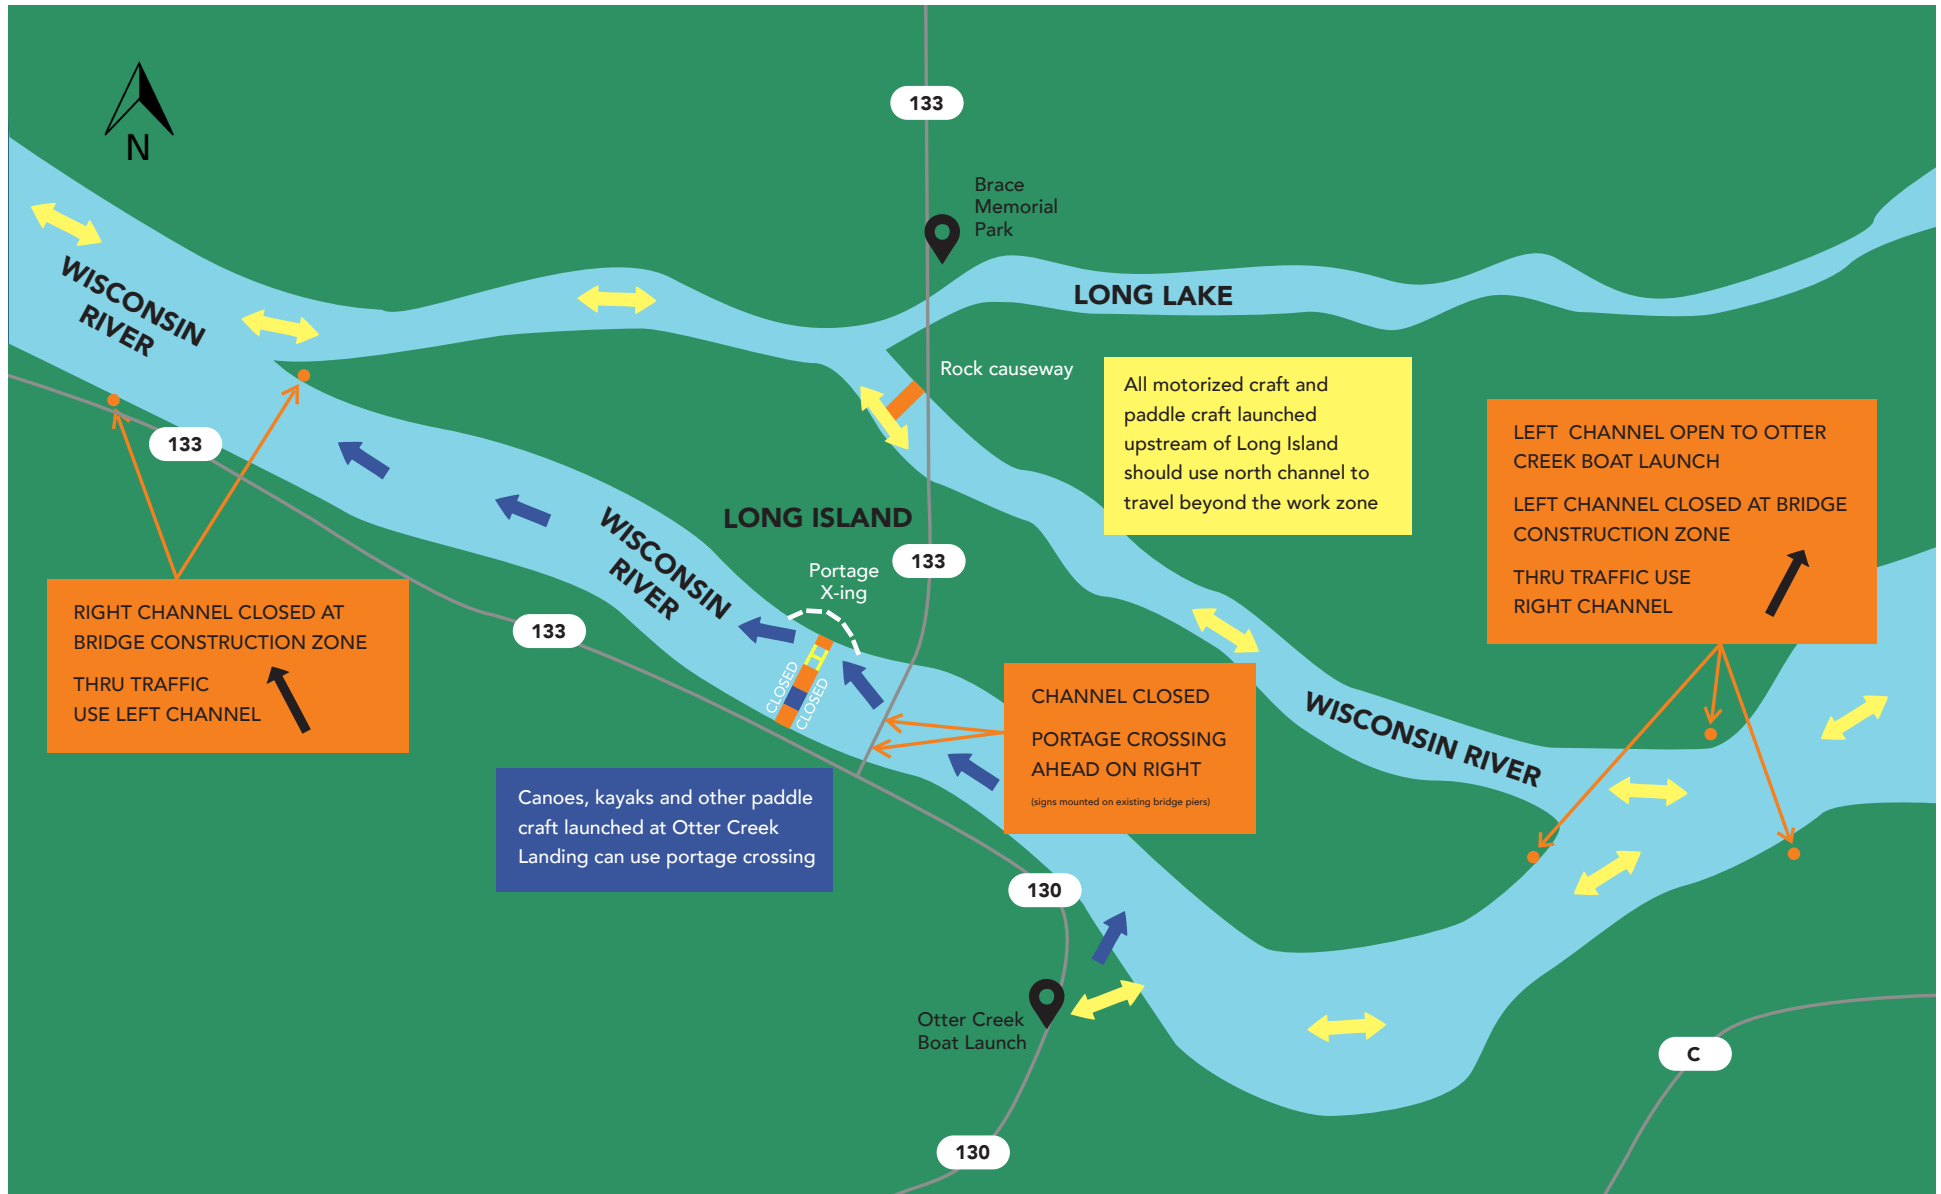 N
133
Brace
Memorial
Park
WISCONSIN
RIVER
LONG LAKE
Rock causeway
All motorized craft and
paddle craft launched
upstream of Long Island
should use north channel to
travel beyond the work zone
LEFT CHANNEL OPEN TO OTTER
CREEK BOAT LAUNCH
LEFT CHANNEL CLOSED AT BRIDGE
CONSTRUCTION ZONE
THRU TRAFFIC USE
RIGHT CHANNEL
133
LONG ISLAND
WISCONSIN
RIVER
133
Portage
X-ing
RIGHT CHANNEL CLOSED AT
BRIDGE CONSTRUCTION ZONE
THRU TRAFFIC
USE LEFT CHANNEL
133
CLOSED
CLOSED
CHANNEL CLOSED
PORTAGE CROSSING
AHEAD ON RIGHT
(signs mounted on existing bridge piers)
WISCONSIN RIVER
Canoes, kayaks and other paddle
craft launched at Otter Creek
Landing can use portage crossing
130
Otter Creek
Boat Launch
C
130